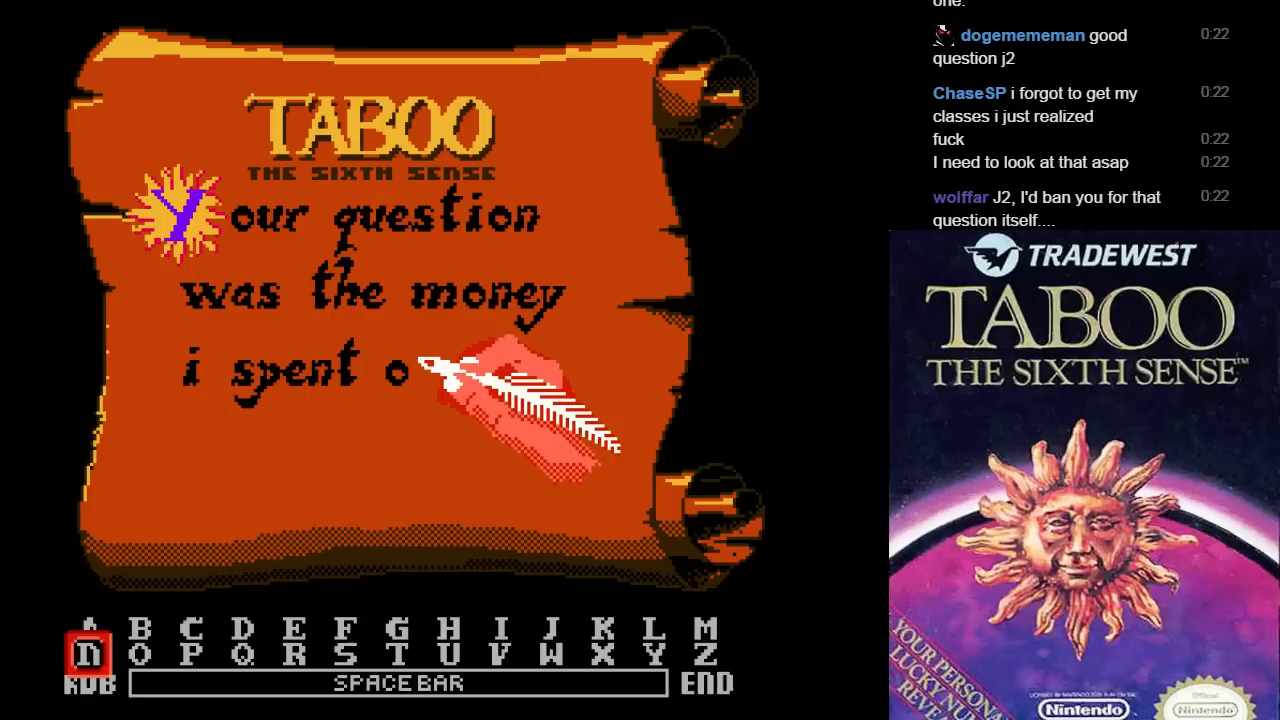 one.
dogemememan good 0:22
question j2
ChaseSP i forgot to get my 0:22
classes i just realized
fuck 0:22
I need to look at that asap 0:22
wolffar J2, I'd ban you for that 0:22
question itself....
TABOO
THE SIXTH SENSE
Your question
was the money
i spent o
A B C D E F G H I J K L M
n O P Q R S T U V W X Y Z
RUB SPACE BAR END
TRADEWEST
TABOO
THE SIXTH SENSE™
YOUR PERSONA
LUCKY NU
REVE
Nintendo
Official
Nintendo